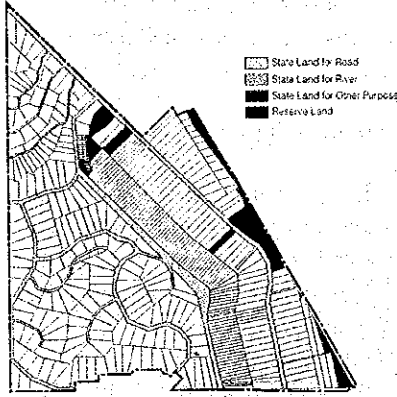 State Land for Road
State Land for River
State Land for Other Purpose
Reserve Land